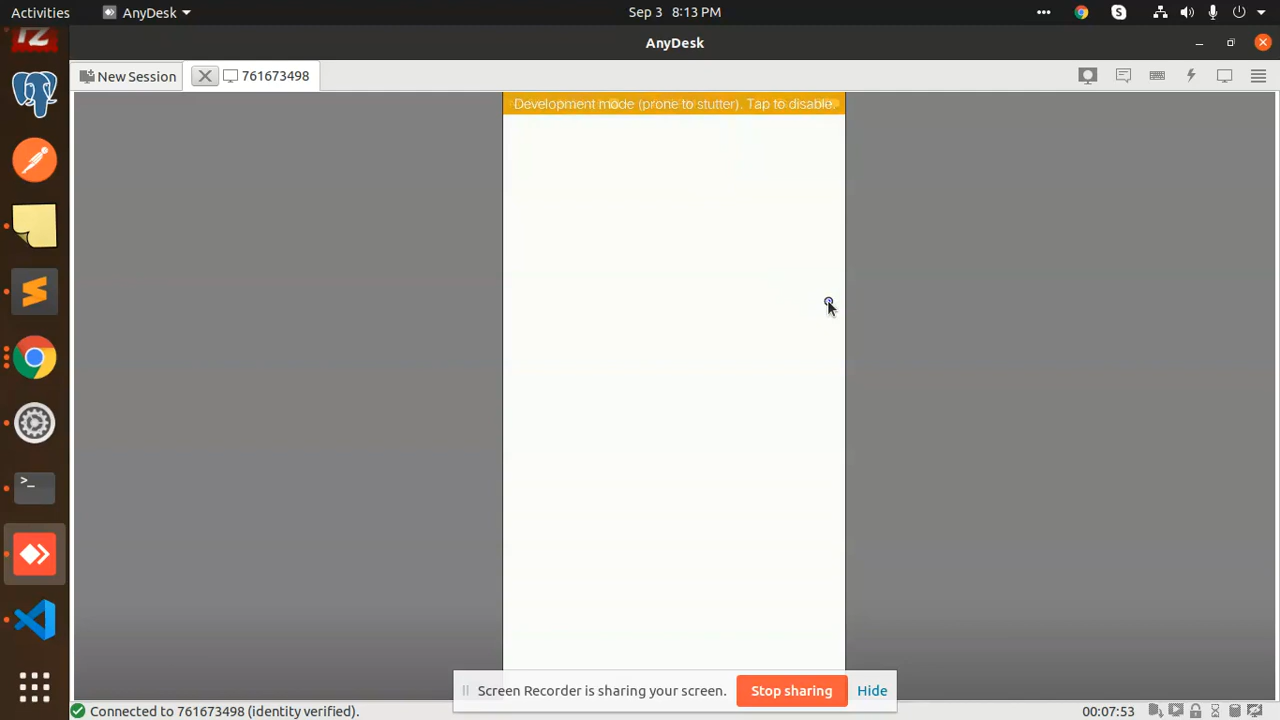 Activities
AnyDesk
Sep 3 8:13 PM
AnyDesk
New Session
761673498
Development mode (prone to stutter). Tap to disable.
Screen Recorder is sharing your screen.
Stop sharing
Hide
Connected to 761673498 (identity verified).
00:07:53